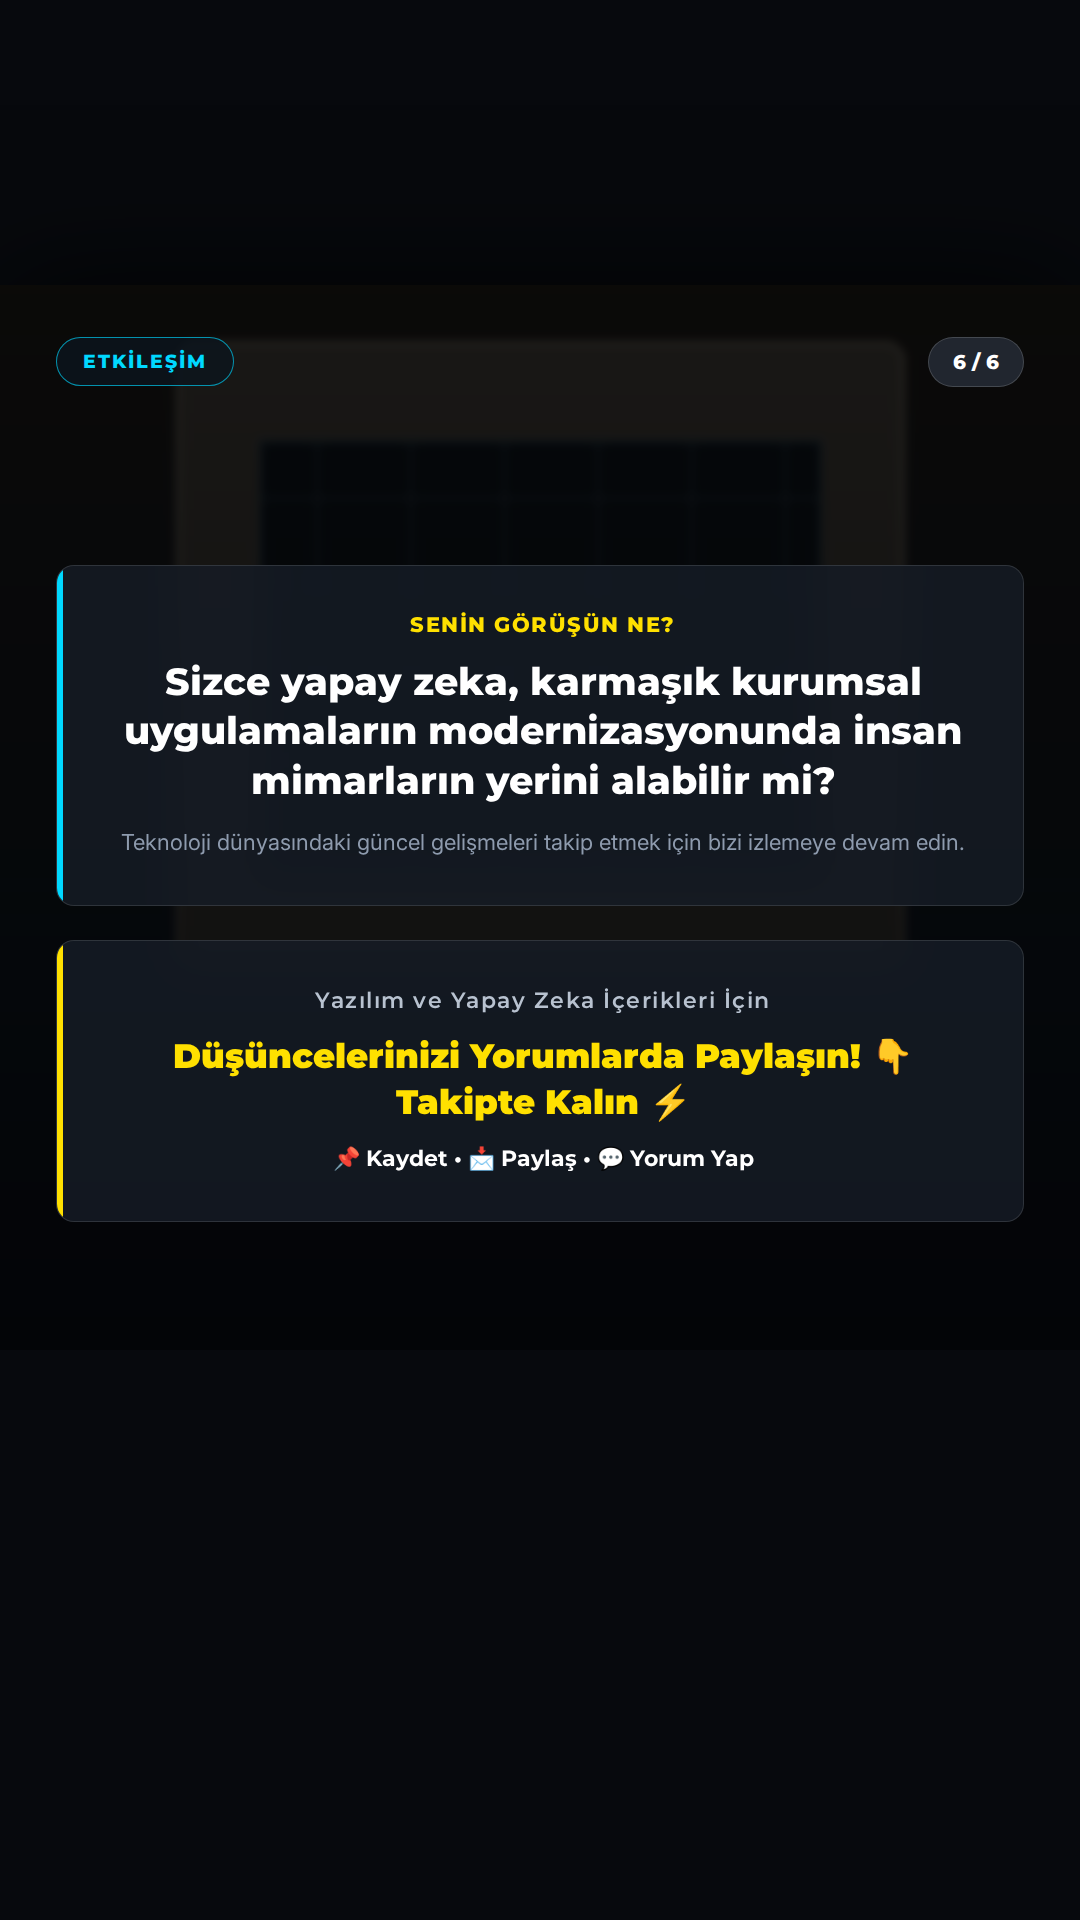 ETKİLEŞİM
6 / 6
SENİN GÖRÜŞÜN NE?
Sizce yapay zeka, karmaşık kurumsal
uygulamaların modernizasyonunda insan
mimarların yerini alabilir mi?
Teknoloji dünyasındaki güncel gelişmeleri takip etmek için bizi izlemeye devam edin.
Yazılım ve Yapay Zeka İçerikleri İçin
Düşüncelerinizi Yorumlarda Paylaşın! 👇
Takipte Kalın ⚡
📌 Kaydet • 📩 Paylaş • 💬 Yorum Yap